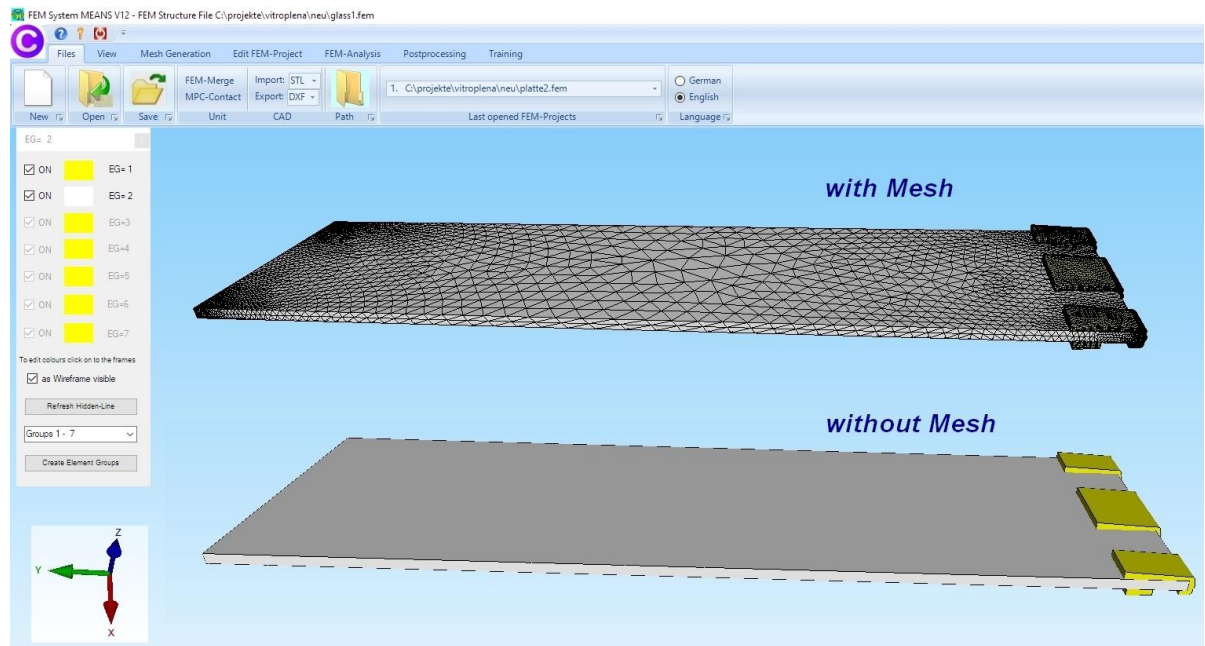 FEM System MEANS V12 - FEM Structure File C:\projekte\vitroplena\neu\glass1.fem
Files View Mesh Generation Edit FEM-Project FEM-Analysis Postprocessing Training
FEM-Merge Import: STL
MPC-Contact Export: DXF
1. C:\projekte\vitroplena\neu\platte2.fem
German
English
New Open Save Unit CAD Path Last opened FEM-Projects Language
EG= 2
ON EG= 1
ON EG= 2
ON EG=3
ON EG=4
ON EG=5
ON EG=6
ON EG=7
To edit colours click on to the frames
as Wireframe visible
Refresh Hidden-Line
Groups 1 - 7
Create Element Groups
with Mesh
without Mesh
Z
Y
X